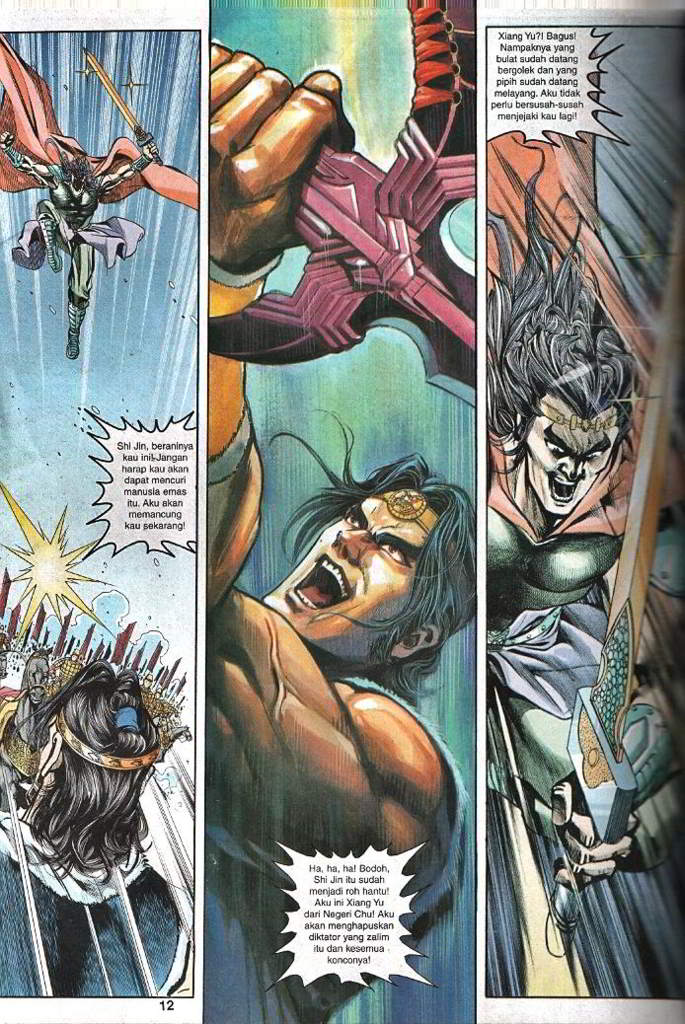 Shi Jin, beraninya
kau ini! Jangan
harap kau akan
dapat mencuri
manusia emas
itu. Aku akan
memancung
kau sekarang!
12
Ha, ha, ha! Bodoh,
Shi Jin itu sudah
menjadi roh hantu!
Aku ini Xiang Yu
dari Negeri Chu! Aku
akan menghapuskan
diktator yang zalim
itu dan kesemua
konconya!
Xiang Yu?! Bagus!
Nampaknya yang
bulat sudah datang
bergolek dan yang
pipih sudah datang
melayang. Aku tidak
perlu bersusah-susah
menjejaki kau lagi!